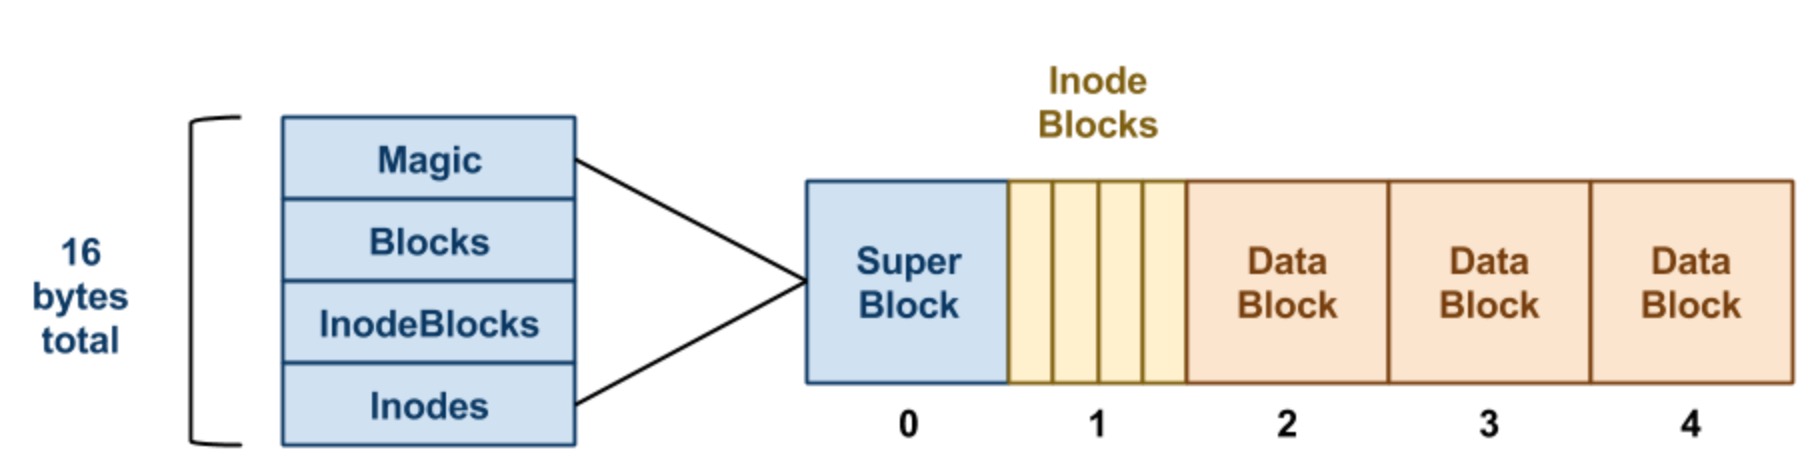 16
bytes
total
Magic
Blocks
InodeBlocks
Inodes
Inode
Blocks
Super
Block
Data
Block
Data
Block
Data
Block
0
1
2
3
4